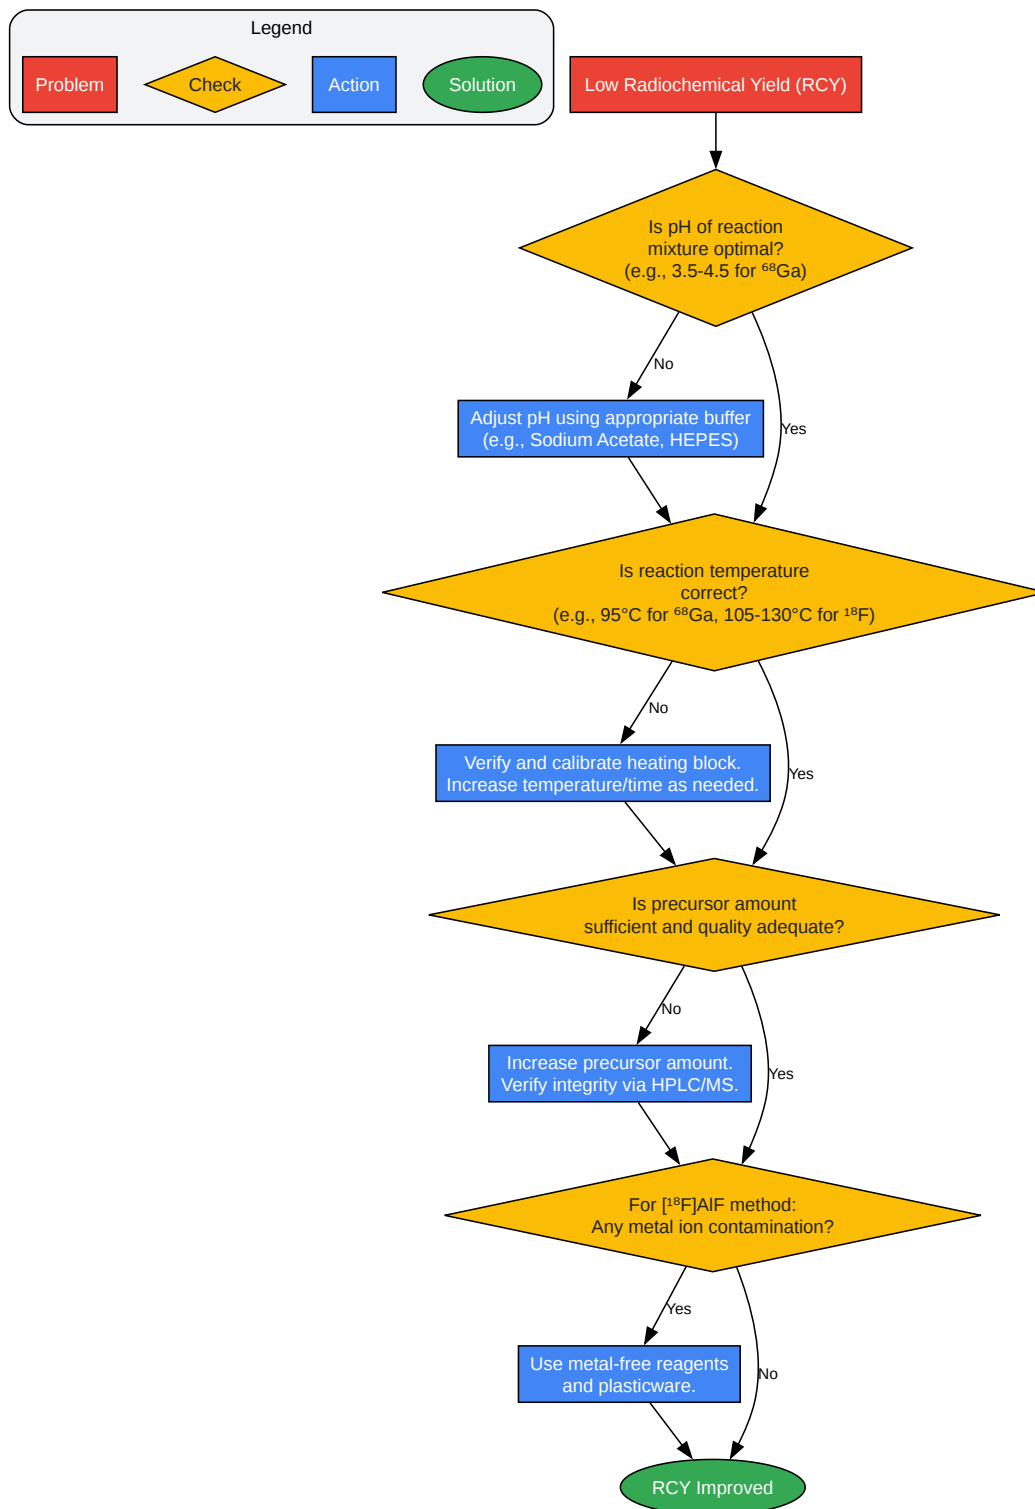 Legend
Problem
Check
Action
Solution
Low Radiochemical Yield (RCY)
Is pH of reaction
mixture optimal?
(e.g., 3.5-4.5 for ⁶⁸Ga)
No
Yes
Adjust pH using appropriate buffer
(e.g., Sodium Acetate, HEPES)
Is reaction temperature
correct?
(e.g., 95°C for ⁶⁸Ga, 105-130°C for ¹⁸F)
No
Yes
Verify and calibrate heating block.
Increase temperature/time as needed.
Is precursor amount
sufficient and quality adequate?
No
Yes
Increase precursor amount.
Verify integrity via HPLC/MS.
For [¹⁸F]AlF method:
Any metal ion contamination?
Yes
No
Use metal-free reagents
and plasticware.
RCY Improved